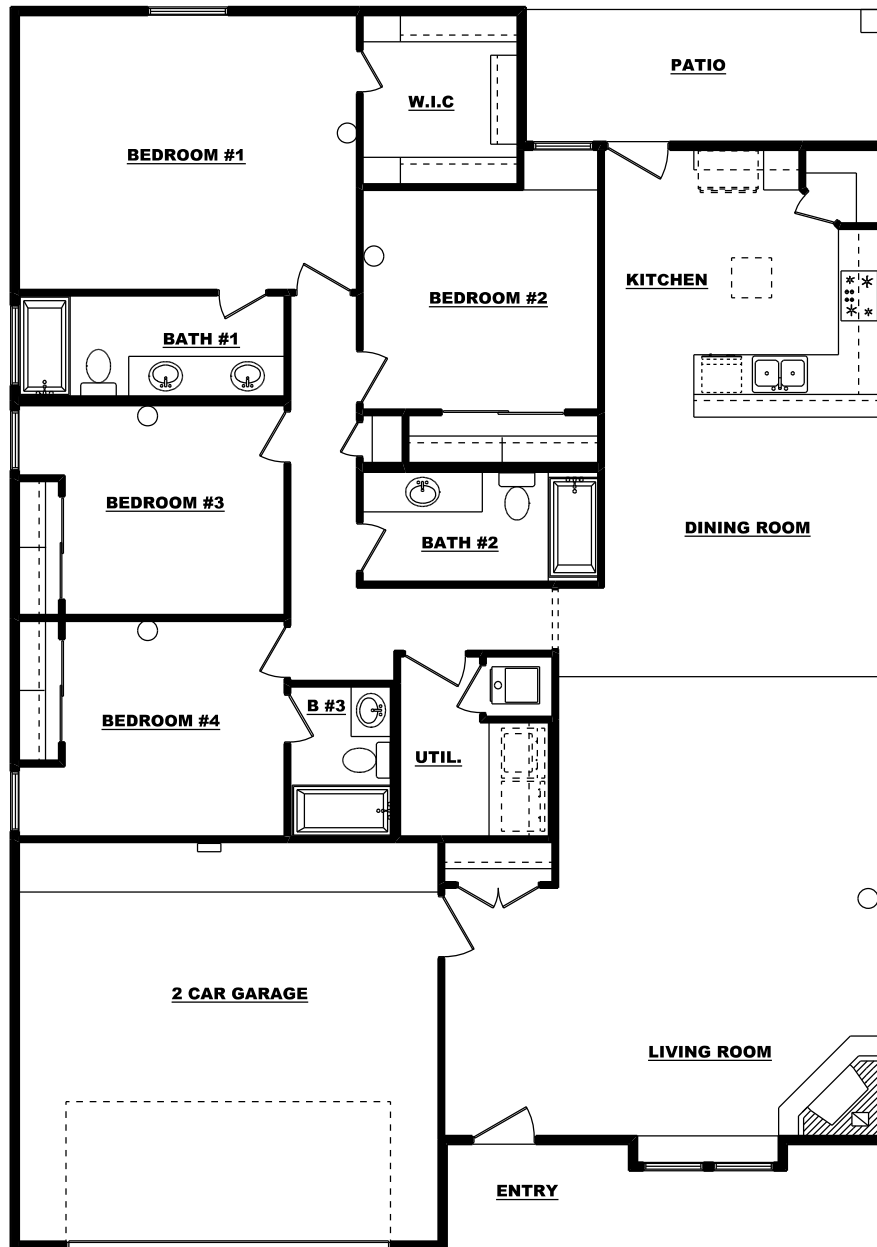 PATIO
W.I.C
BEDROOM #1
KITCHEN
BEDROOM #2
BATH #1
BEDROOM #3
DINING ROOM
BATH #2
B #3
BEDROOM #4
UTIL.
2 CAR GARAGE
LIVING ROOM
ENTRY